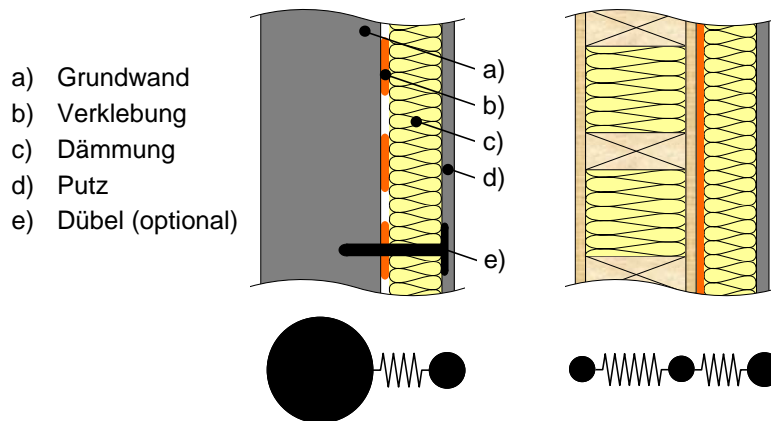 a) Grundwand
b) Verklebung
c) Dämmung
d) Putz
e) Dübel (optional)
a)
b)
c)
d)
e)